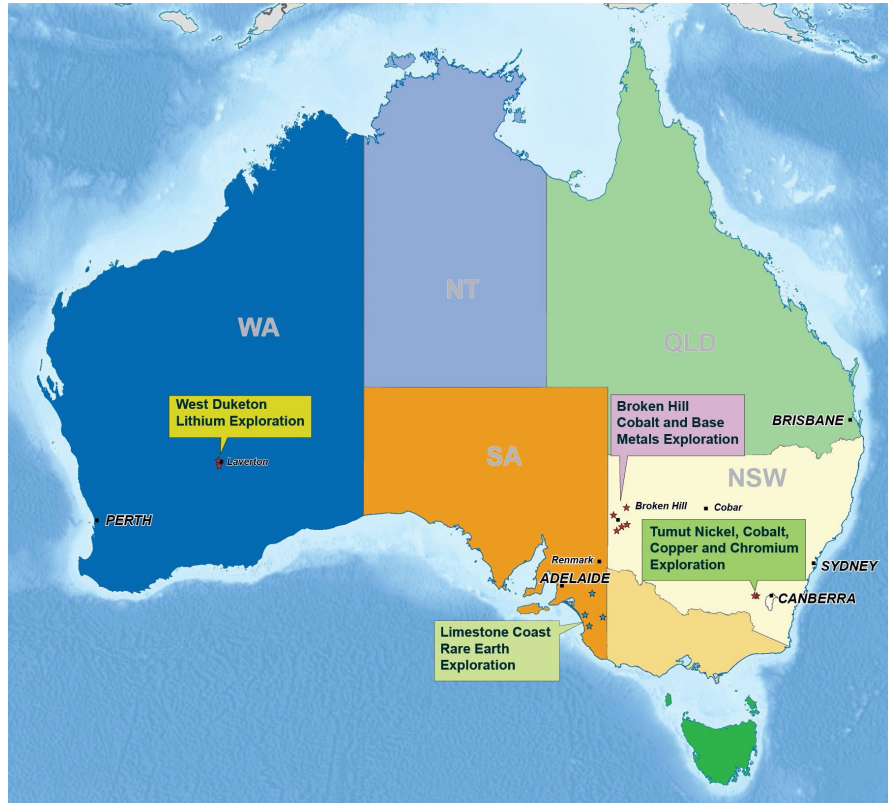 NT
WA
QLD
West Duketon
Lithium Exploration
Broken Hill
Cobalt and Base
Metals Exploration
BRISBANE
SA
Laverton
NSW
Broken Hill
Cobar
PERTH
Tumut Nickel, Cobalt,
Copper and Chromium
Exploration
Renmark
ADELAIDE
SYDNEY
CANBERRA
Limestone Coast
Rare Earth
Exploration